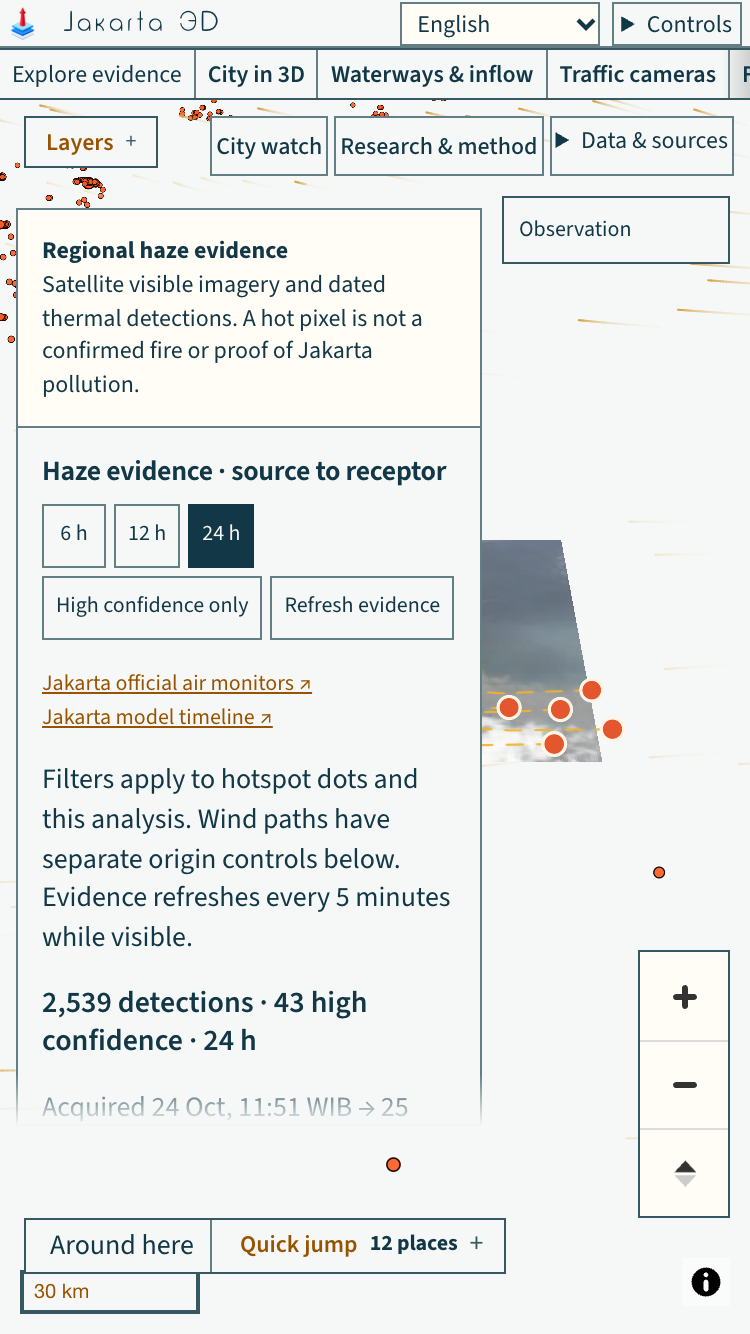 Jakarta 3D
English
Controls
Explore evidence
City in 3D
Waterways & inflow
Traffic cameras
Layers +
City watch
Research & method
Data & sources
Observation
Regional haze evidence
Satellite visible imagery and dated
thermal detections. A hot pixel is not a
confirmed fire or proof of Jakarta
pollution.
Haze evidence · source to receptor
6 h
12 h
24 h
High confidence only
Refresh evidence
Jakarta official air monitors ↗
Jakarta model timeline ↗
Filters apply to hotspot dots and
this analysis. Wind paths have
separate origin controls below.
Evidence refreshes every 5 minutes
while visible.
2,539 detections · 43 high
confidence · 24 h
Acquired 24 Oct, 11:51 WIB → 25
Around here
Quick jump 12 places +
30 km